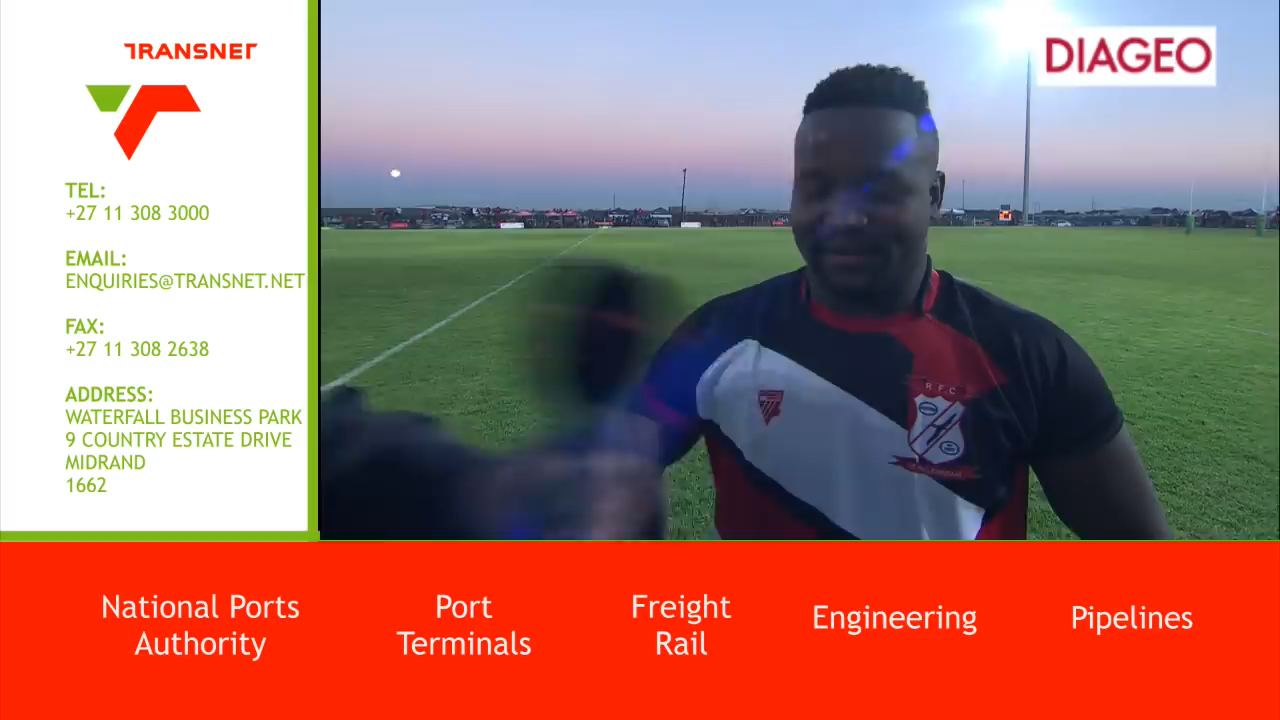 TRANSNET
TEL:
+27 11 308 3000
EMAIL:
ENQUIRIES@TRANSNET.NET
FAX:
+27 11 308 2638
ADDRESS:
WATERFALL BUSINESS PARK
9 COUNTRY ESTATE DRIVE
MIDRAND
1662
DIAGEO
R F C
National Ports
Authority
Port
Terminals
Freight
Rail
Engineering
Pipelines